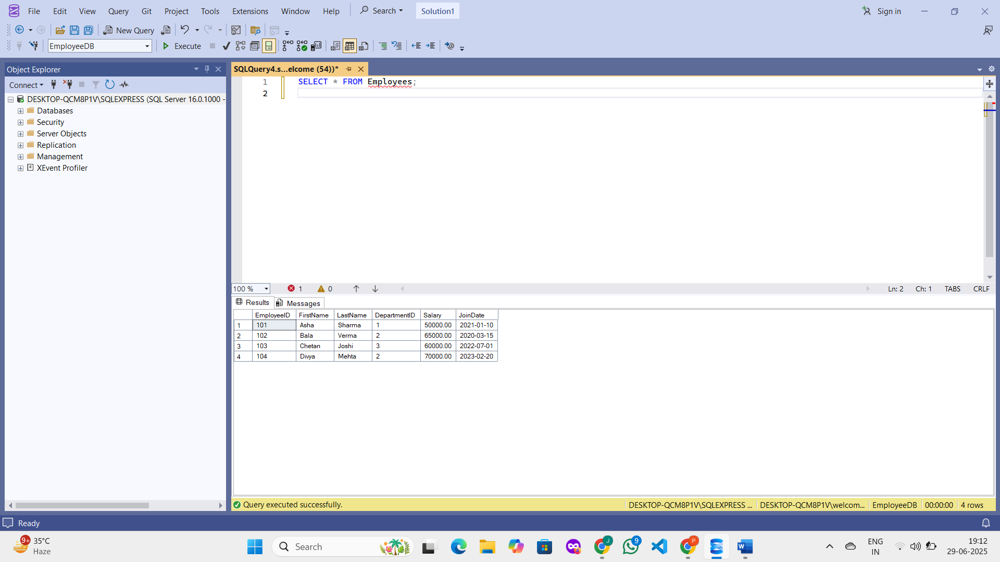 File Edit View Query Git Project Tools Extensions Window Help Search Solution1 Sign in
New Query
EmployeeDB Execute
Object Explorer
Connect
DESKTOP-QCM8P1V\SQLEXPRESS (SQL Server 16.0.1000 -
Databases
Security
Server Objects
Replication
Management
XEvent Profiler
SQLQuery4.s...elcome (54))*
1 SELECT * FROM Employees;
2
100 % 1 0 Ln: 2 Ch: 1 TABS CRLF
Results Messages
EmployeeID FirstName LastName DepartmentID Salary JoinDate
1 101 Asha Sharma 1 50000.00 2021-01-10
2 102 Bala Verma 2 65000.00 2020-03-15
3 103 Chetan Joshi 3 60000.00 2022-07-01
4 104 Divya Mehta 2 70000.00 2023-02-20
Query executed successfully. DESKTOP-QCM8P1V\SQLEXPRESS ... DESKTOP-QCM8P1V\welcom... EmployeeDB 00:00:00 4 rows
Ready
9+ 35°C
Haze
Search
J
9
P
W
ENG
IN
19:12
29-06-2025